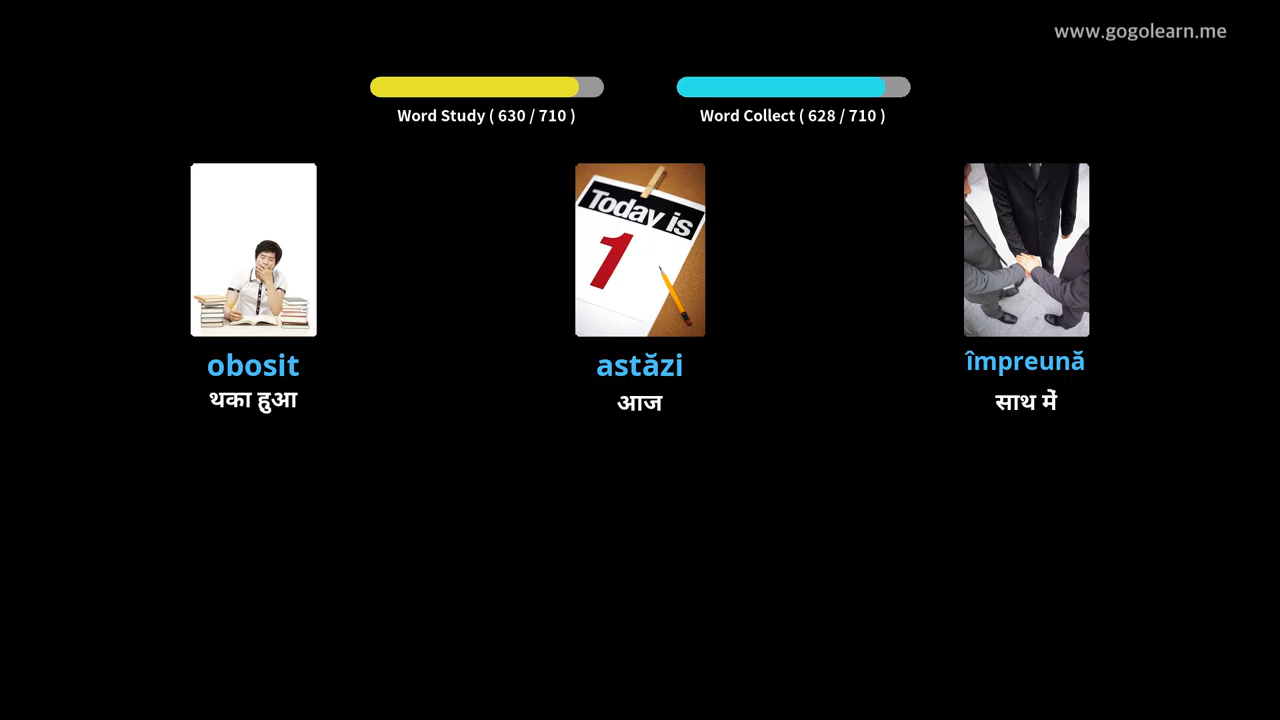 www.gogolearn.me
Word Study ( 630 / 710 )
Word Collect ( 628 / 710 )
Today is
1
obosit
astăzi
împreună
थका हुआ
आज
साथ में